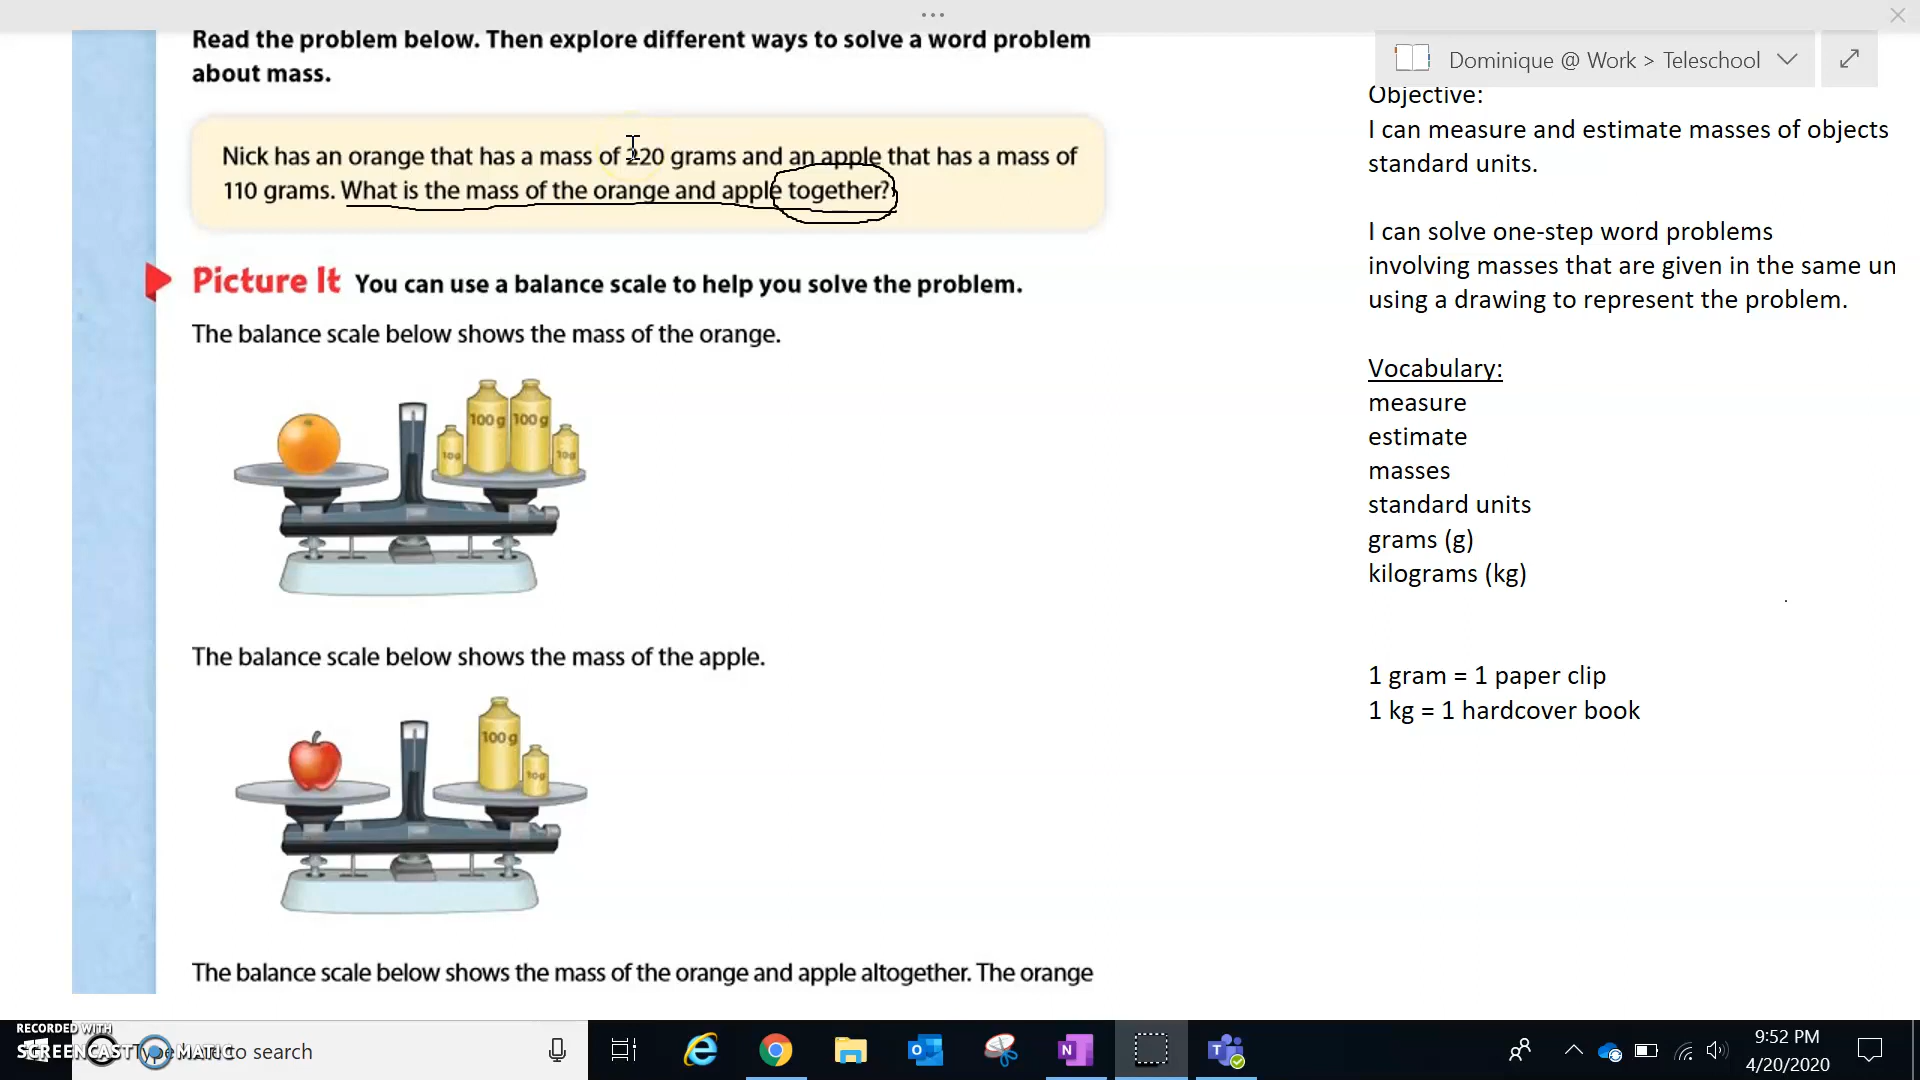 Read the problem below. Then explore different ways to solve a word problem
about mass.
Nick has an orange that has a mass of 220 grams and an apple that has a mass of
110 grams. What is the mass of the orange and apple together?
Picture It You can use a balance scale to help you solve the problem.
The balance scale below shows the mass of the orange.
10g 100 g 100 g 10g
The balance scale below shows the mass of the apple.
100 g 10g
The balance scale below shows the mass of the orange and apple altogether. The orange
Dominique @ Work > Teleschool
Objective:
I can measure and estimate masses of objects
standard units.
I can solve one-step word problems
involving masses that are given in the same un
using a drawing to represent the problem.
Vocabulary:
measure
estimate
masses
standard units
grams (g)
kilograms (kg)
1 gram = 1 paper clip
1 kg = 1 hardcover book
RECORDED WITH
SCREENCAST MATIC
to search
9:52 PM
4/20/2020